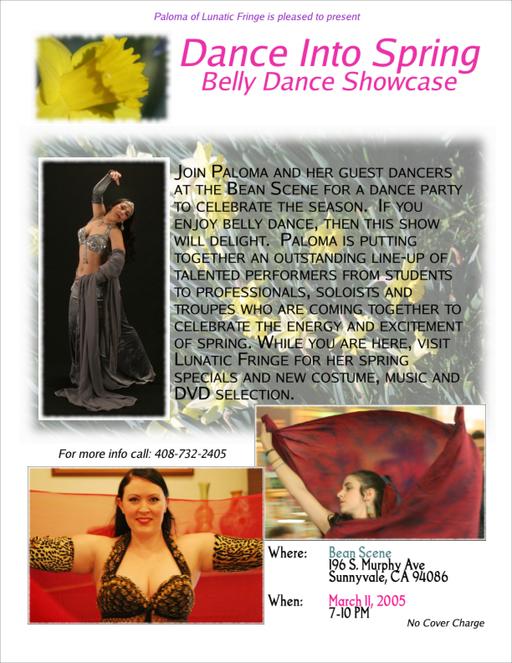 Paloma of Lunatic Fringe is pleased to present
Dance Into Spring
Belly Dance Showcase
Join Paloma and her guest dancers
at the Bean Scene for a dance party
to celebrate the season. If you
enjoy belly dance, then this show
will delight. Paloma is putting
together an outstanding line-up of
talented performers from students
to professionals, soloists and
troupes who are coming together to
celebrate the energy and excitement
of spring. While you are here, visit
Lunatic Fringe for her spring
specials and new costume, music and
DVD selection.
For more info call: 408-732-2405
Where: Bean Scene
196 S. Murphy Ave
Sunnyvale, CA 94086
When: March 11, 2005
7-10 PM
No Cover Charge